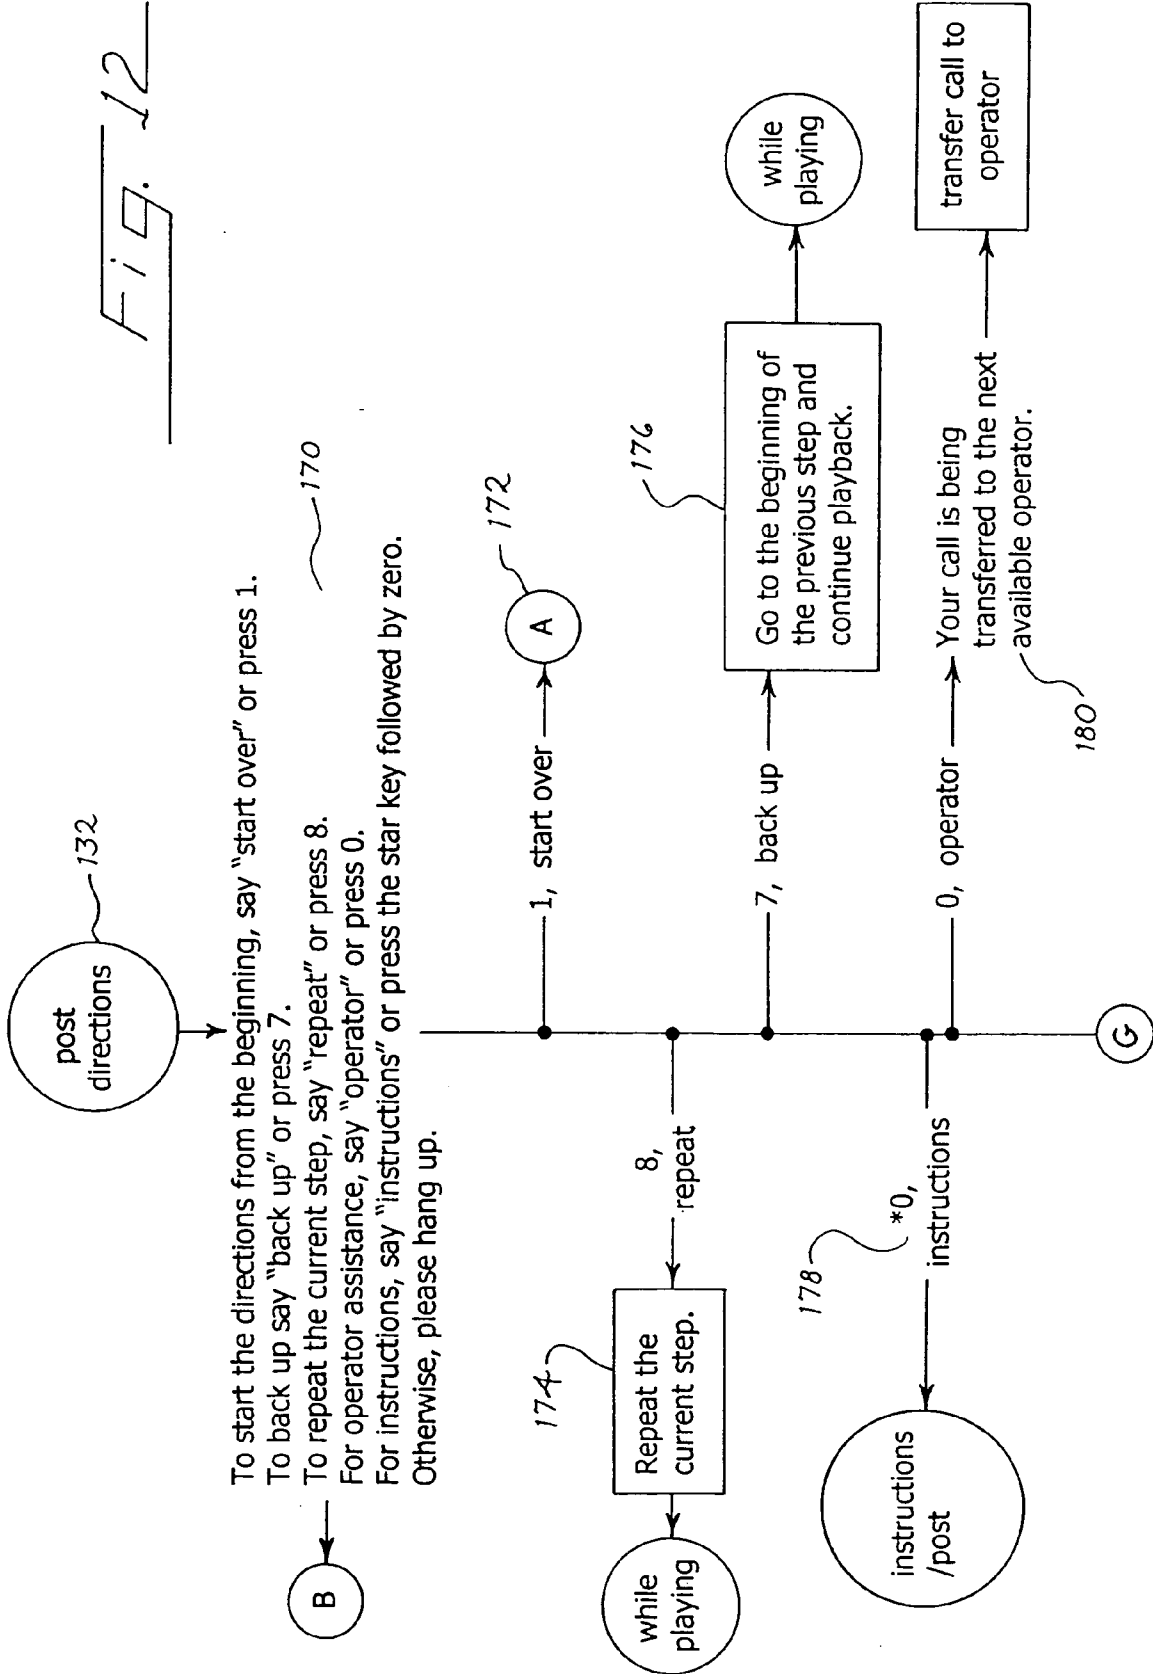 Fig. 12
post
directions
132
To start the directions from the beginning, say "start over" or press 1.
To back up say "back up" or press 7.
To repeat the current step, say "repeat" or press 8.
For operator assistance, say "operator" or press 0.
For instructions, say "instructions" or press the star key followed by zero.
Otherwise, please hang up.
170
B
1, start over
A
172
8,
repeat
174
Repeat the
current step.
while
playing
7, back up
176
Go to the beginning of
the previous step and
continue playback.
while
playing
178
*0,
instructions
instructions
/post
0, operator
Your call is being
transferred to the next
available operator.
180
transfer call to
operator
G